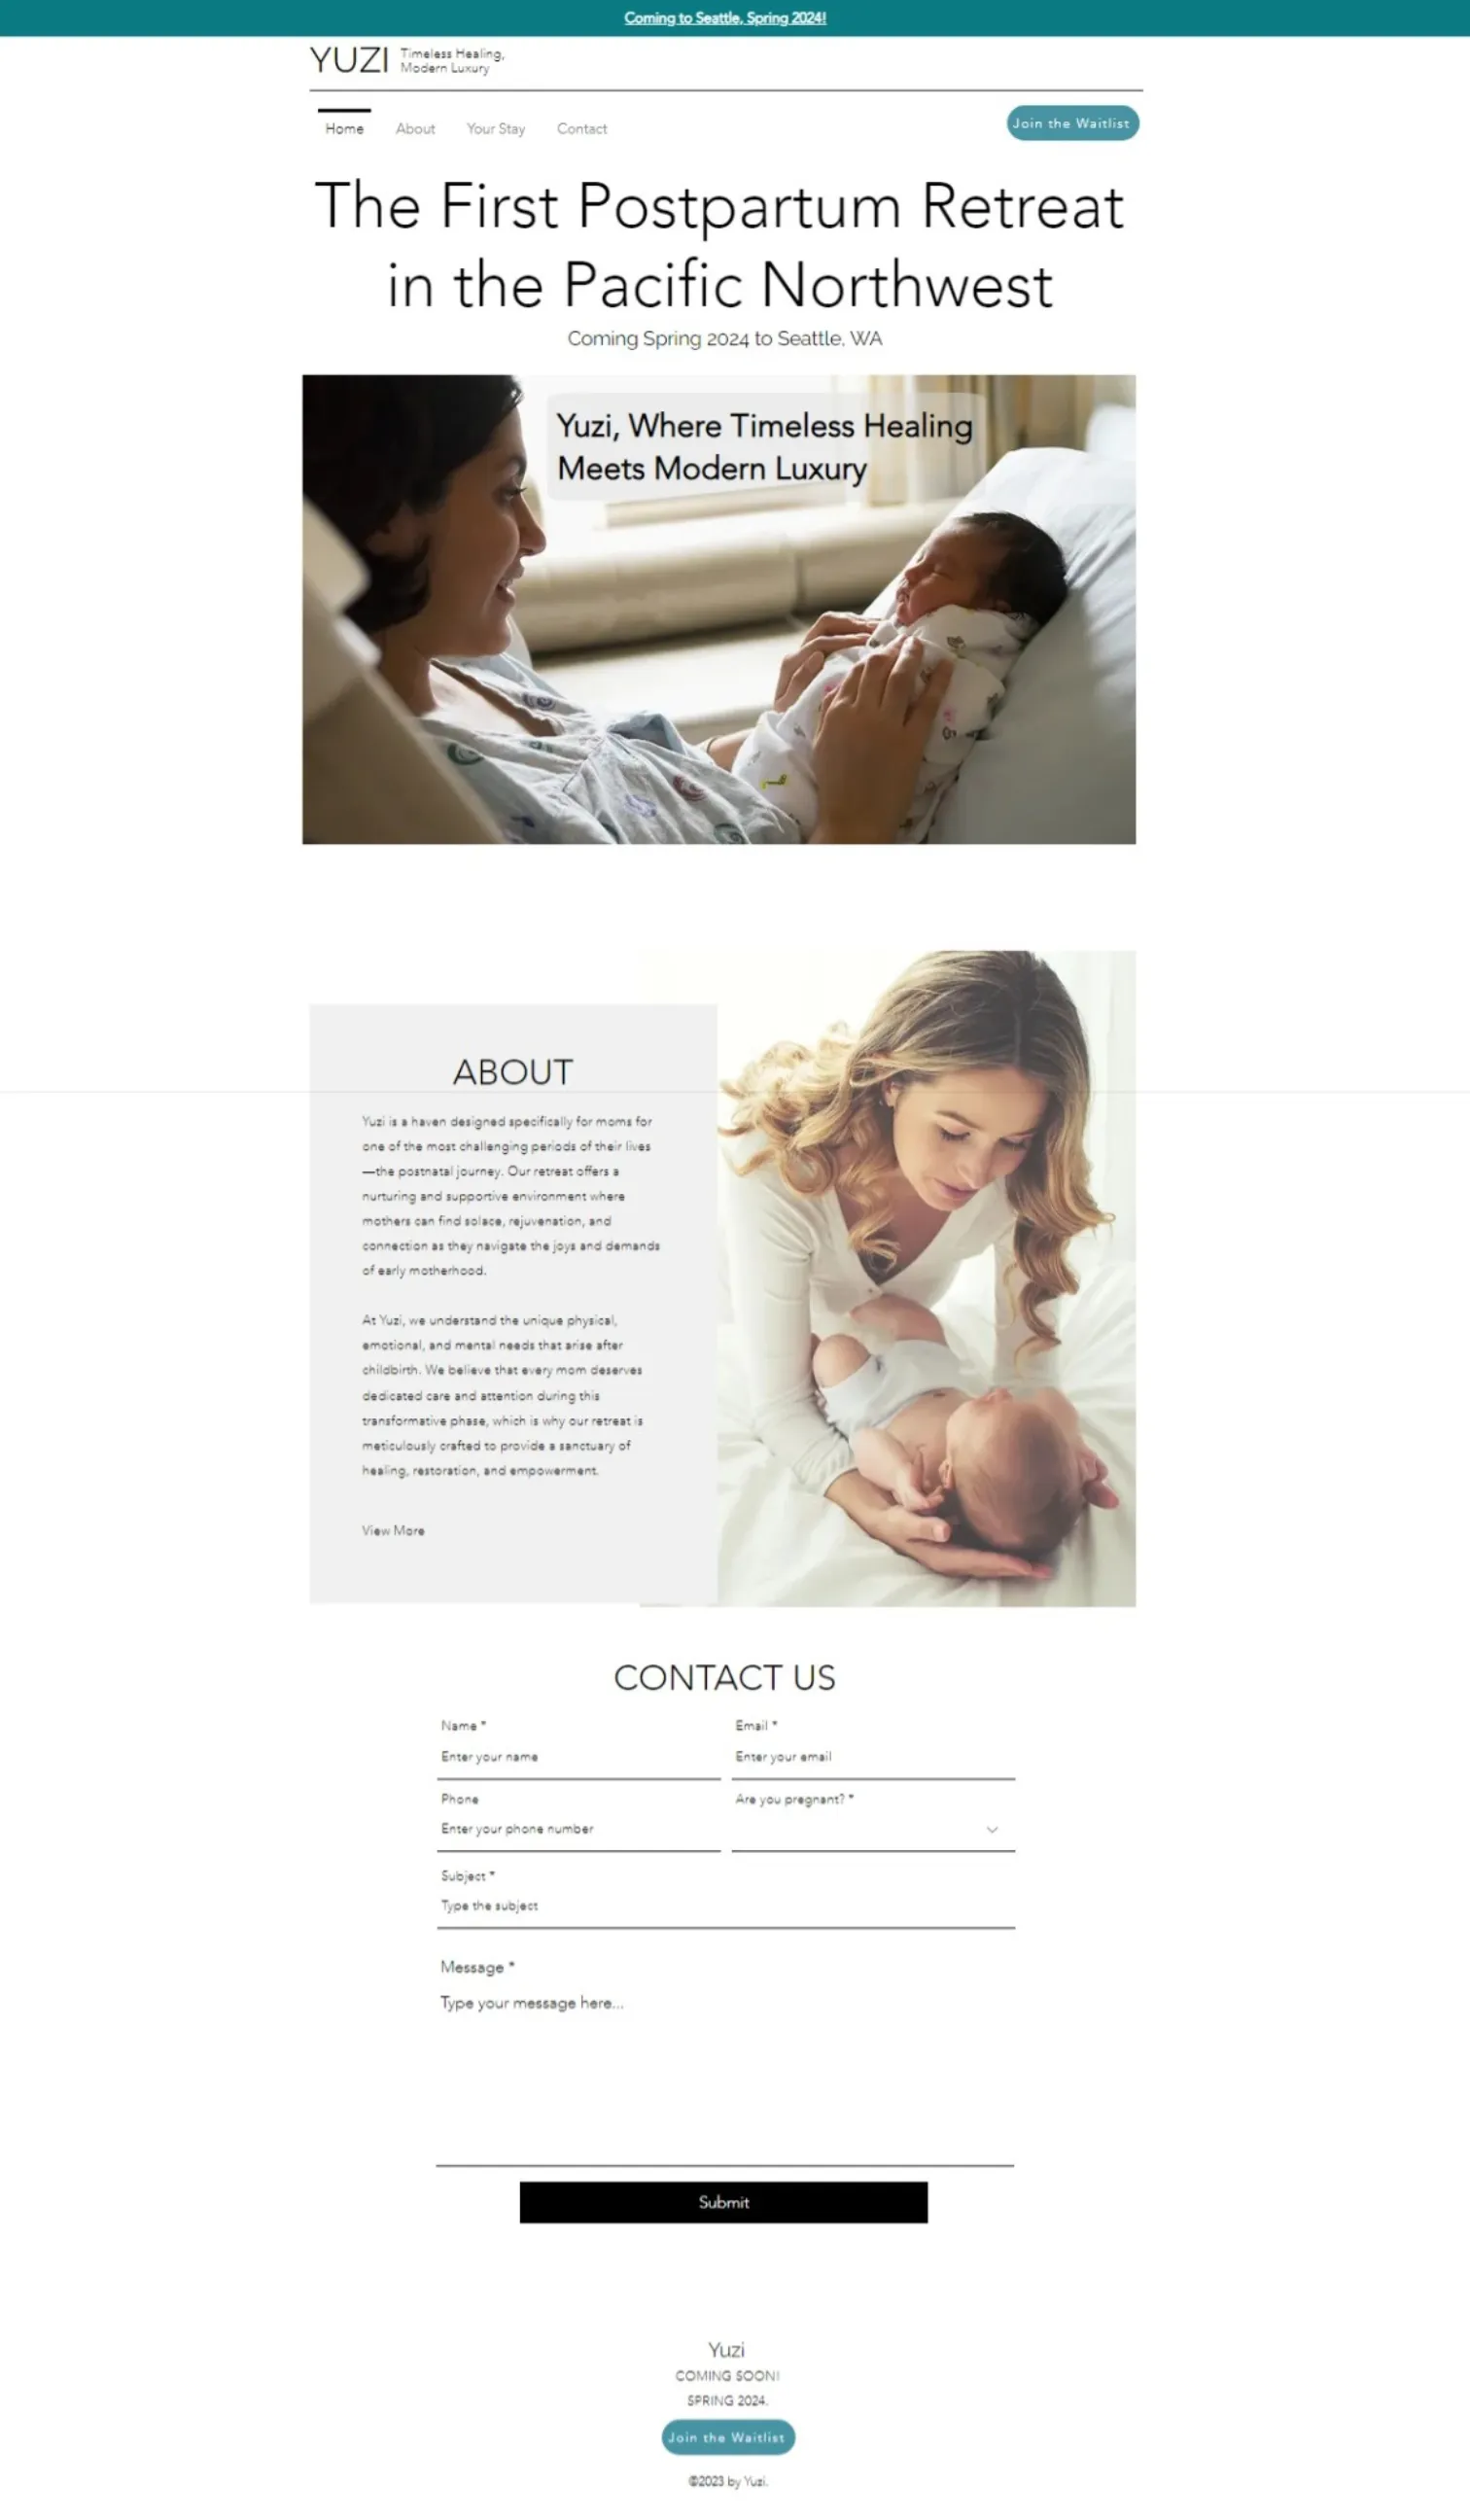 Coming to Seattle, Spring 2024!
YUZI
Timeless Healing,
Modern Luxury
Home About Your Stay Contact
Join the Waitlist
The First Postpartum Retreat
in the Pacific Northwest
Coming Spring 2024 to Seattle, WA
Yuzi, Where Timeless Healing
Meets Modern Luxury
ABOUT
Yuzi is a haven designed specifically for moms for
one of the most challenging periods of their lives
—the postnatal journey. Our retreat offers a
nurturing and supportive environment where
mothers can find solace, rejuvenation, and
connection as they navigate the joys and demands
of early motherhood.
At Yuzi, we understand the unique physical,
emotional, and mental needs that arise after
childbirth. We believe that every mom deserves
dedicated care and attention during this
transformative phase, which is why our retreat is
meticulously crafted to provide a sanctuary of
healing, restoration, and empowerment.
View More
CONTACT US
Name * Email *
Enter your name Enter your email
Phone Are you pregnant? *
Enter your phone number
Subject *
Type the subject
Message *
Type your message here...
Submit
Yuzi
COMING SOON!
SPRING 2024.
Join the Waitlist
©2023 by Yuzi.